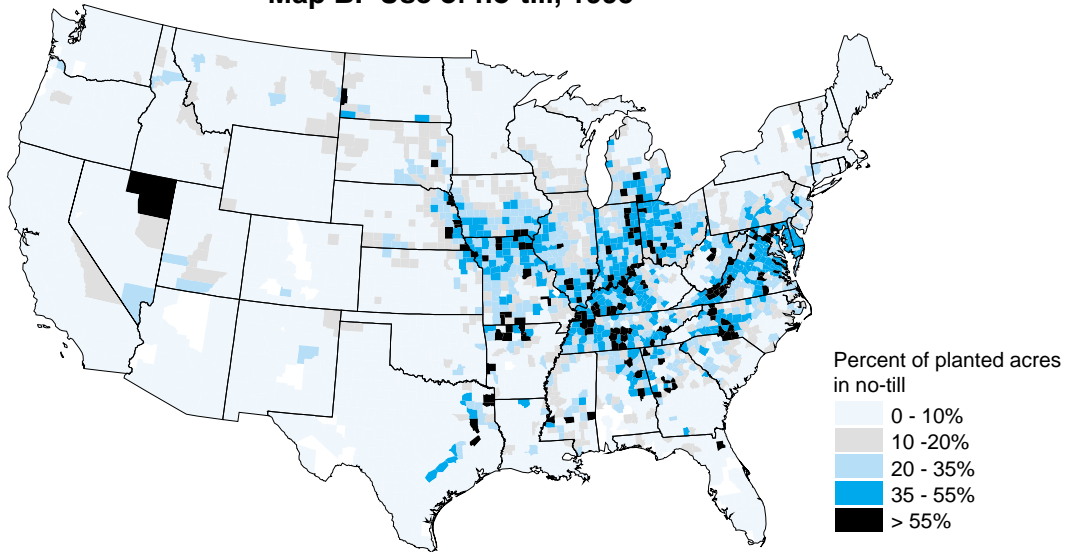 Percent of planted acres
in no-till
0 - 10%
10 -20%
20 - 35%
35 - 55%
> 55%